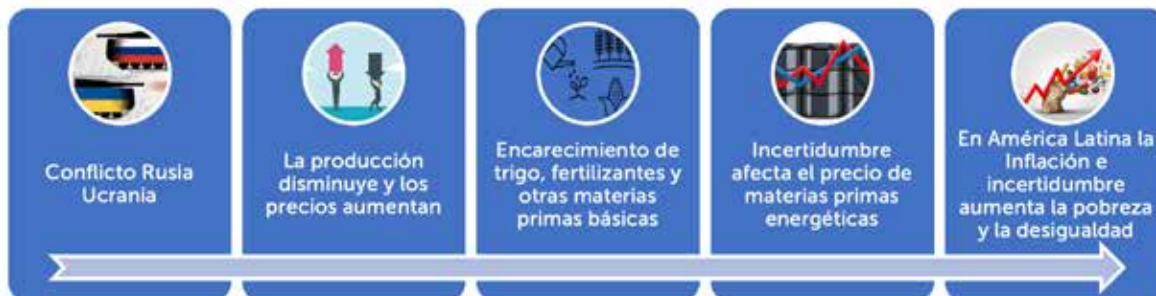 Conflicto Rusia
Ucrania
La producción
disminuye y los
precios aumentan
Encarecimiento de
trigo, fertilizantes y
otras materias
primas básicas
Incertidumbre
afecta el precio de
materias primas
energéticas
En América Latina la
Inflación e
incertidumbre
aumenta la pobreza
y la desigualdad